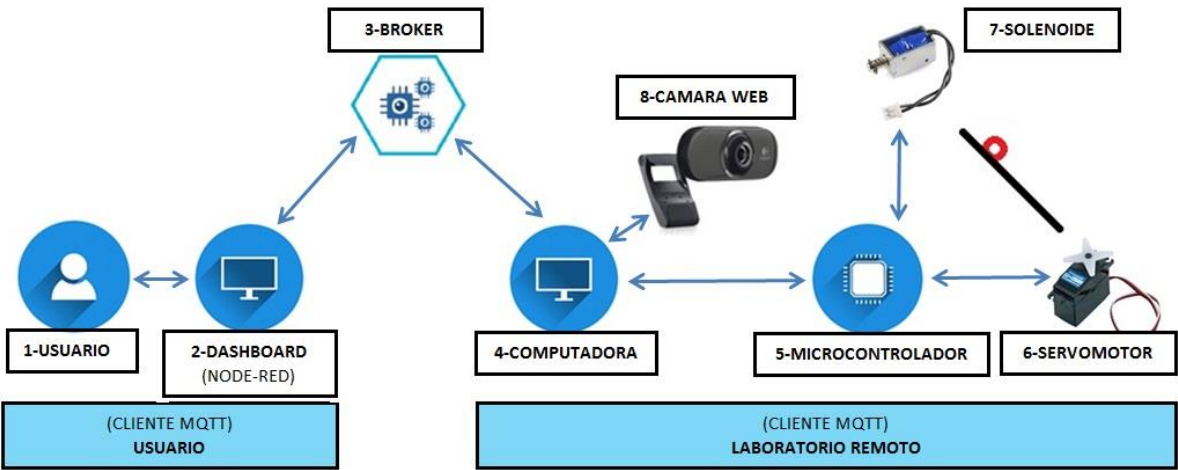 3-BROKER
7-SOLENOIDE
8-CAMARA WEB
1-USUARIO
2-DASHBOARD
(NODE-RED)
4-COMPUTADORA
5-MICROCONTROLADOR
6-SERVOMOTOR
(CLIENTE MQTT)
USUARIO
(CLIENTE MQTT)
LABORATORIO REMOTO